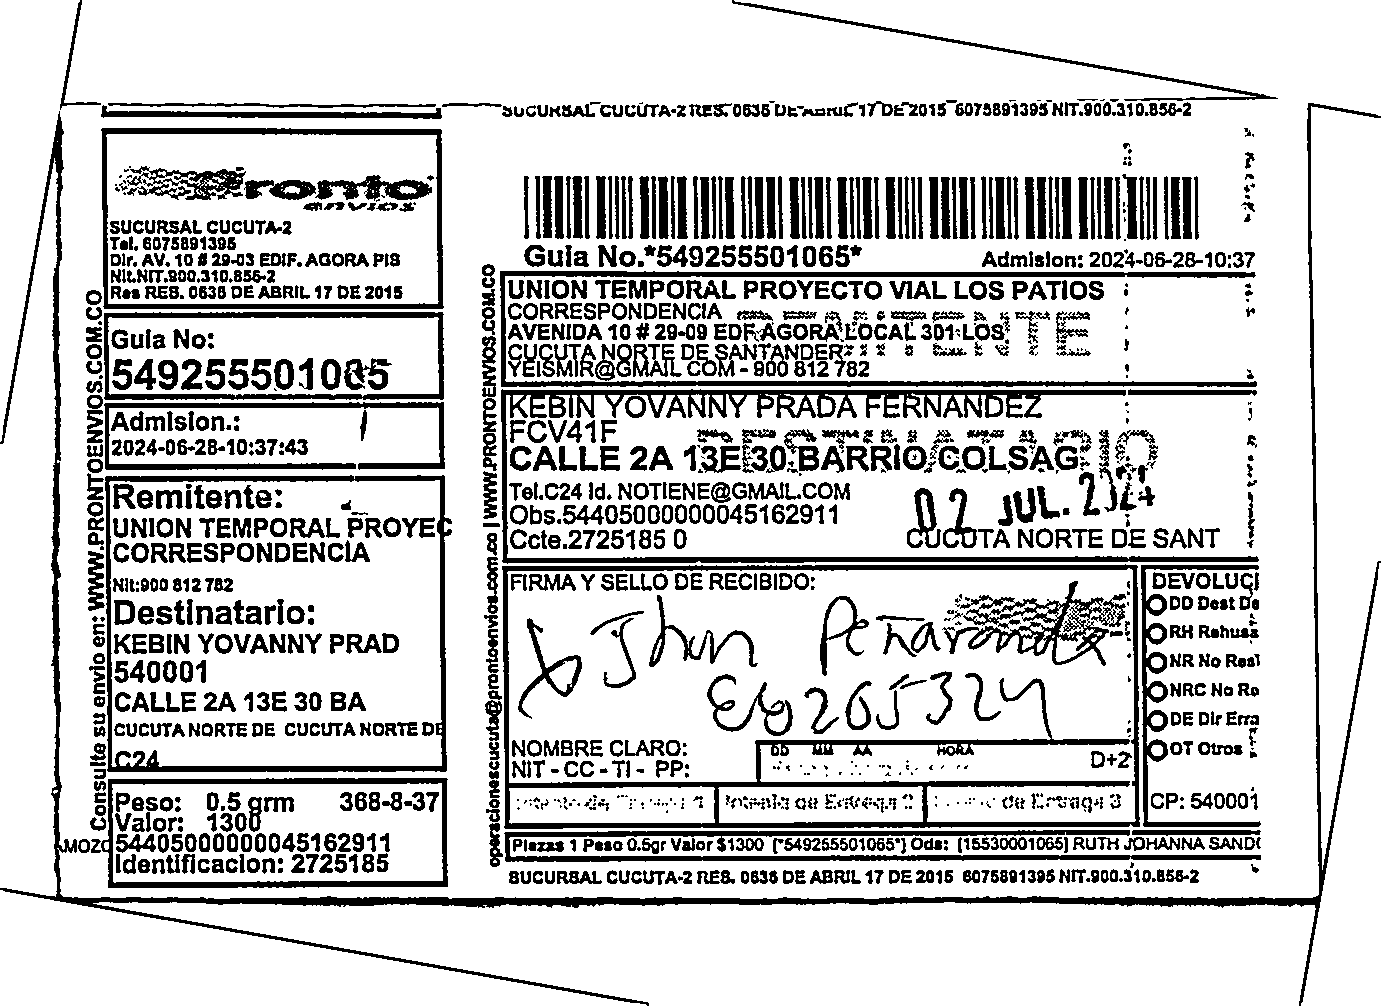 SUCURSAL CUCUTA-2 RES. 0636 DE ABRIL 17 DE 2015 6075891395 NIT.900.310.856-2
pronto
envios
SUCURSAL CUCUTA-2
Tel. 6075891395
Dir. AV. 10 # 29-03 EDIF. AGORA PIS
Nit.NIT.900.310.856-2
Res RES. 0636 DE ABRIL 17 DE 2015
Guia No:
549255501065
Admision.:
2024-06-28-10:37:43
Remitente:
UNION TEMPORAL PROYEC
CORRESPONDENCIA
Nit:900 812 782
Destinatario:
KEBIN YOVANNY PRAD
540001
CALLE 2A 13E 30 BA
CUCUTA NORTE DE CUCUTA NORTE DE
C24
Peso: 0.5 grm 368-8-37
Valor: 1300
54405000000045162911
Identificacion: 2725185
Consulte su envio en: WWW.PRONTOENVIOS.COM.CO
operacionescucuta@prontoenvios.com.co | WWW.PRONTOENVIOS.COM.CO
Guia No.*549255501065*
Admision: 2024-06-28-10:37
UNION TEMPORAL PROYECTO VIAL LOS PATIOS
CORRESPONDENCIA
AVENIDA 10 # 29-09 EDF AGORA LOCAL 301 LOS
CUCUTA NORTE DE SANTANDER
YEISMIR@GMAIL COM - 900 812 782
REMITENTE
KEBIN YOVANNY PRADA FERNANDEZ
FCV41F
DESTINATARIO
CALLE 2A 13E 30 BARRIO COLSAG
Tel.C24 Id. NOTIENE@GMAIL.COM
Obs.54405000000045162911
02 JUL. 2024
Ccte.2725185 0
CUCUTA NORTE DE SANT
FIRMA Y SELLO DE RECIBIDO:
Jhon Peñaranda
NOMBRE CLARO:
NIT - CC - TI - PP:
DD MM AA HORA
D+2
Intento de Entrega 1
Intento de Entrega 2
Intento de Entrega 3
DEVOLUCI
DD Dest De
RH Rehusa
NR No Resi
NRC No Re
DE Dir Erra
OT Otros
CP: 540001
Piezas 1 Peso 0.5gr Valor $1300 ["549255501065"] Ods: [15530001065] RUTH JOHANNA SAND
SUCURSAL CUCUTA-2 RES. 0636 DE ABRIL 17 DE 2015 6075891395 NIT.900.310.856-2